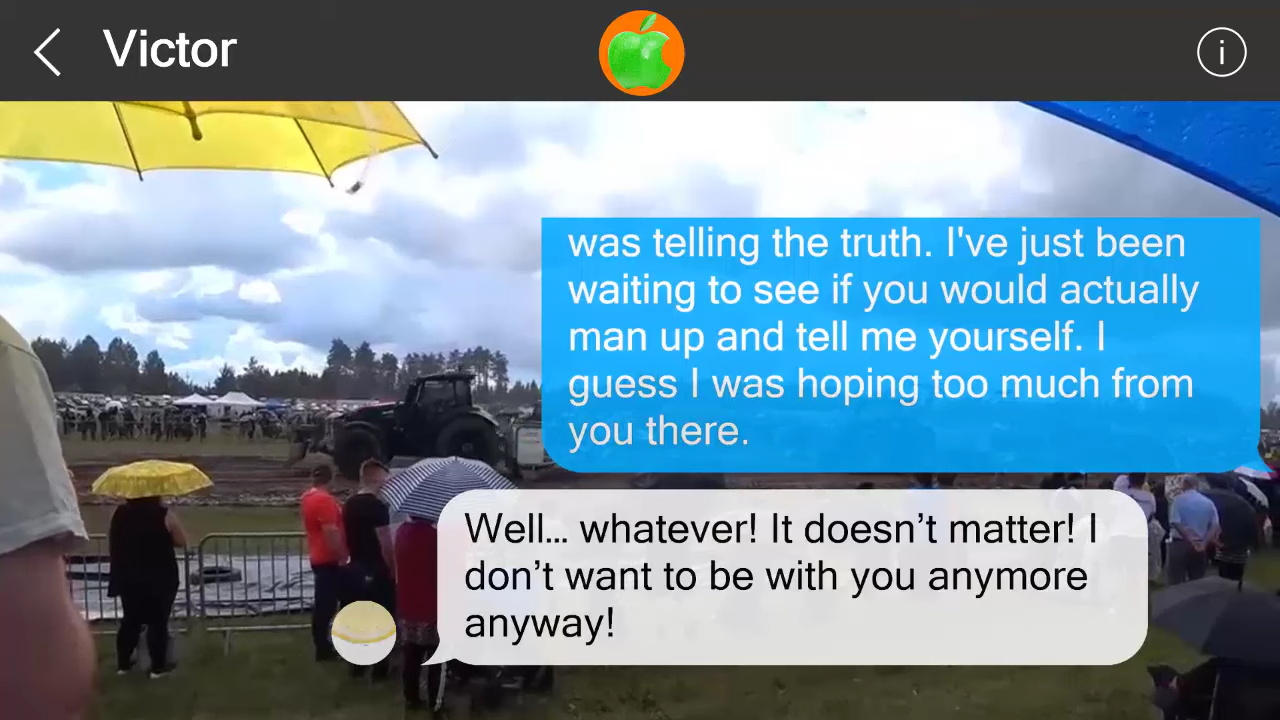 Victor
i
was telling the truth. I've just been
waiting to see if you would actually
man up and tell me yourself. I
guess I was hoping too much from
you there.
Well... whatever! It doesn’t matter! I
don’t want to be with you anymore
anyway!